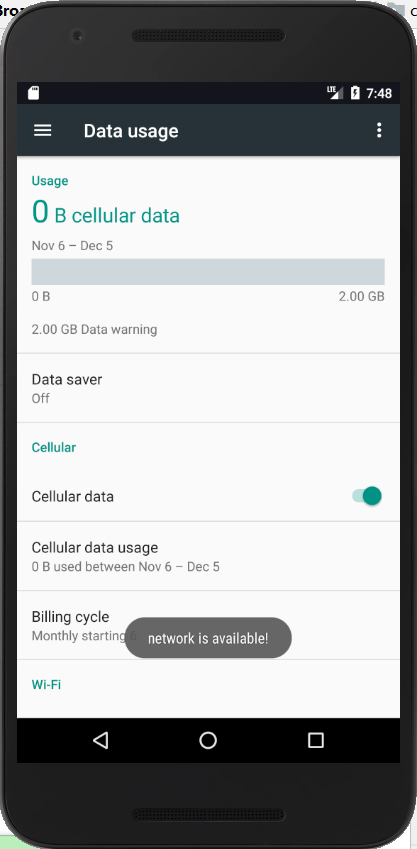 Bro
LTE
7:48
Data usage
Usage
0 B cellular data
Nov 6 – Dec 5
0 B
2.00 GB
2.00 GB Data warning
Data saver
Off
Cellular
Cellular data
Cellular data usage
0 B used between Nov 6 – Dec 5
Billing cycle
Monthly starting
network is available!
Wi-Fi